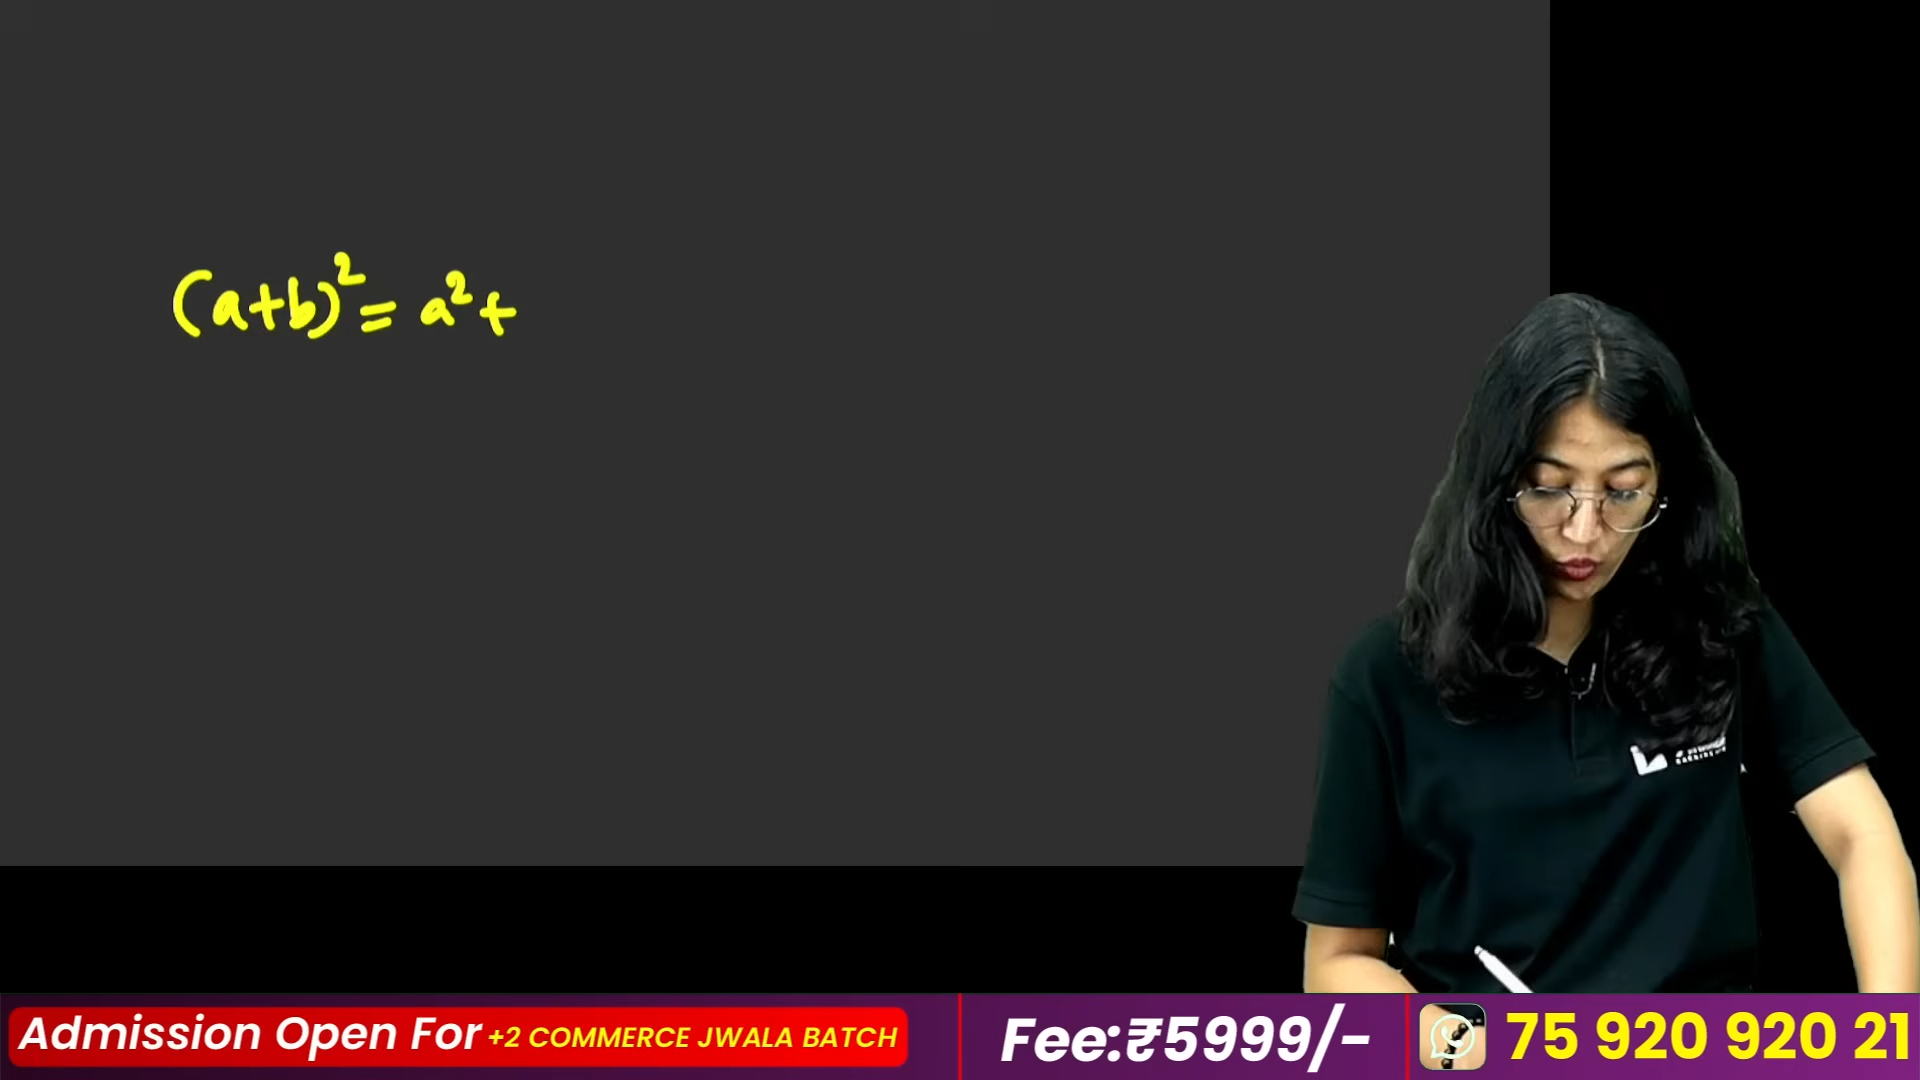 (a+b)²= a²+
Admission Open For +2 COMMERCE JWALA BATCH
Fee:₹5999/-
75 920 920 21